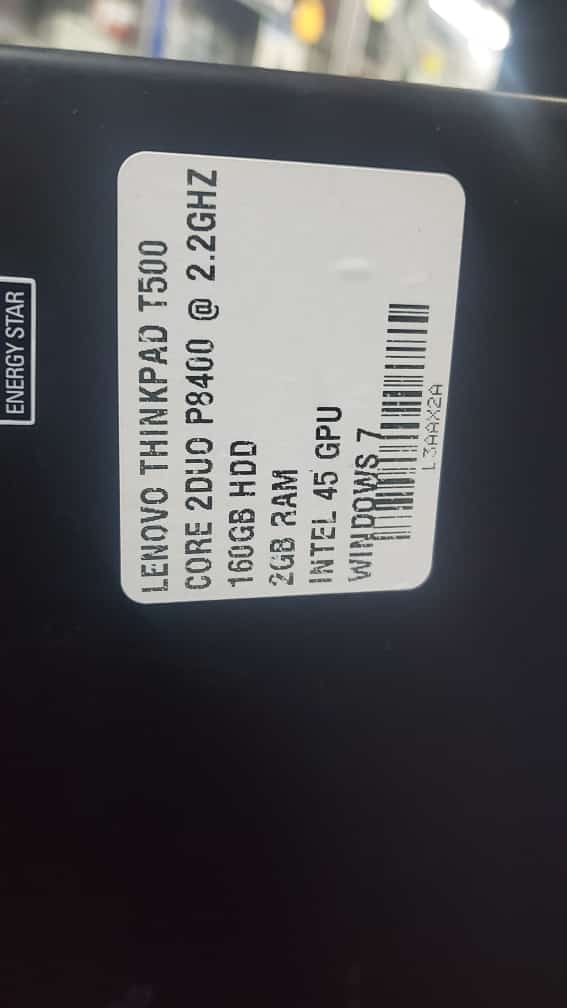 ENERGY STAR
LENOVO THINKPAD T500
CORE 2DUO P8400 @ 2.2GHZ
160GB HDD
2GB RAM
INTEL 45 GPU
WINDOWS 7
L3AAX2A